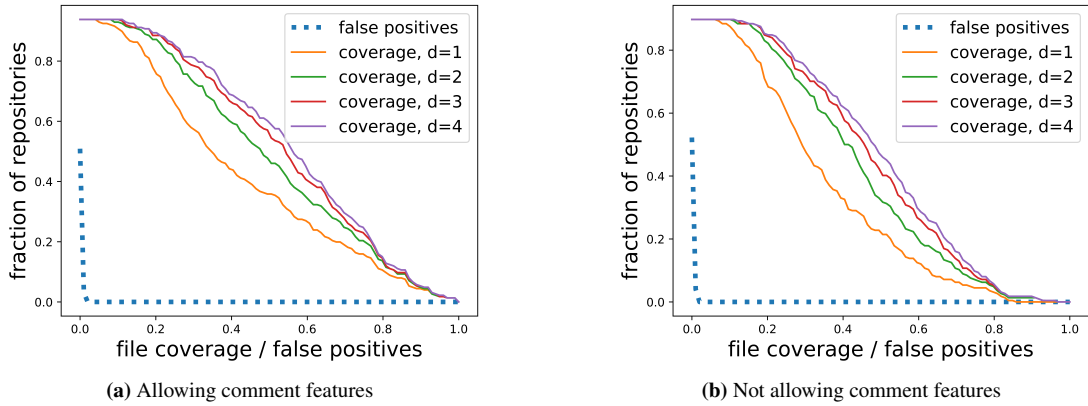 fraction of repositories
0.8
0.6
0.4
0.2
0.0
false positives
coverage, d=1
coverage, d=2
coverage, d=3
coverage, d=4
0.0 0.2 0.4 0.6 0.8 1.0
file coverage / false positives
(a) Allowing comment features
fraction of repositories
0.8
0.6
0.4
0.2
0.0
false positives
coverage, d=1
coverage, d=2
coverage, d=3
coverage, d=4
0.0 0.2 0.4 0.6 0.8 1.0
file coverage / false positives
(b) Not allowing comment features